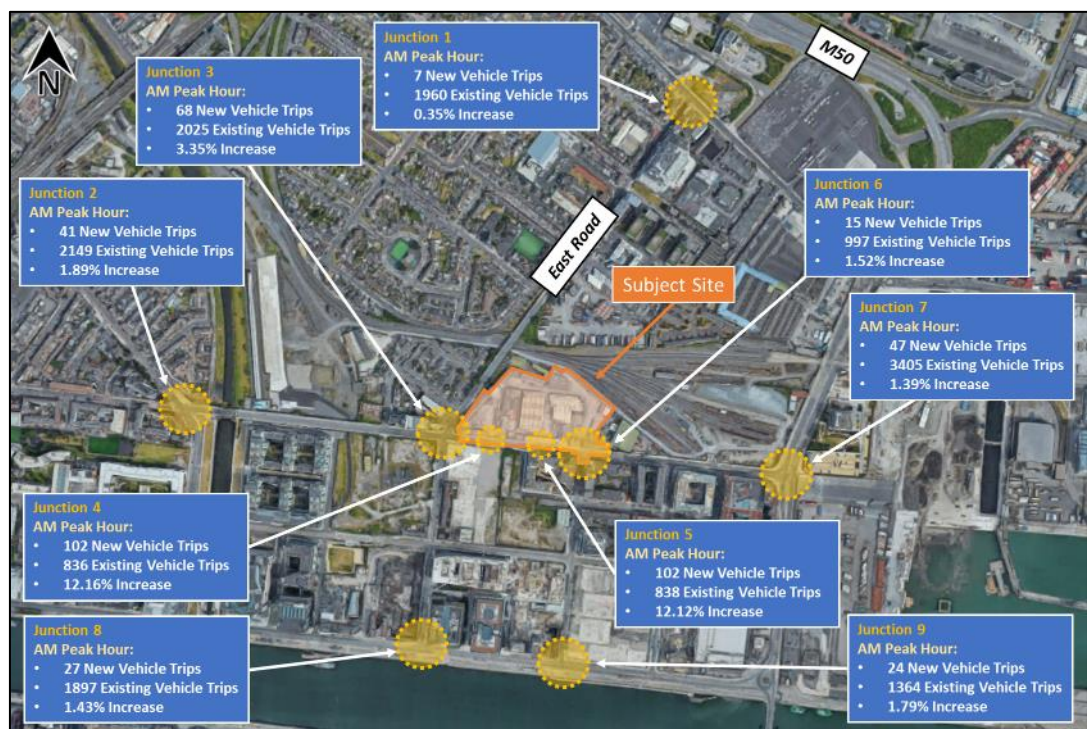 N
Junction 1
AM Peak Hour:
• 7 New Vehicle Trips
• 1960 Existing Vehicle Trips
• 0.35% Increase
M50
Junction 3
AM Peak Hour:
• 68 New Vehicle Trips
• 2025 Existing Vehicle Trips
• 3.35% Increase
Junction 2
AM Peak Hour:
• 41 New Vehicle Trips
• 2149 Existing Vehicle Trips
• 1.89% Increase
East Road
Subject Site
Junction 6
AM Peak Hour:
• 15 New Vehicle Trips
• 997 Existing Vehicle Trips
• 1.52% Increase
Junction 7
AM Peak Hour:
• 47 New Vehicle Trips
• 3405 Existing Vehicle Trips
• 1.39% Increase
Junction 4
AM Peak Hour:
• 102 New Vehicle Trips
• 836 Existing Vehicle Trips
• 12.16% Increase
Junction 5
AM Peak Hour:
• 102 New Vehicle Trips
• 838 Existing Vehicle Trips
• 12.12% Increase
Junction 8
AM Peak Hour:
• 27 New Vehicle Trips
• 1897 Existing Vehicle Trips
• 1.43% Increase
Junction 9
AM Peak Hour:
• 24 New Vehicle Trips
• 1364 Existing Vehicle Trips
• 1.79% Increase